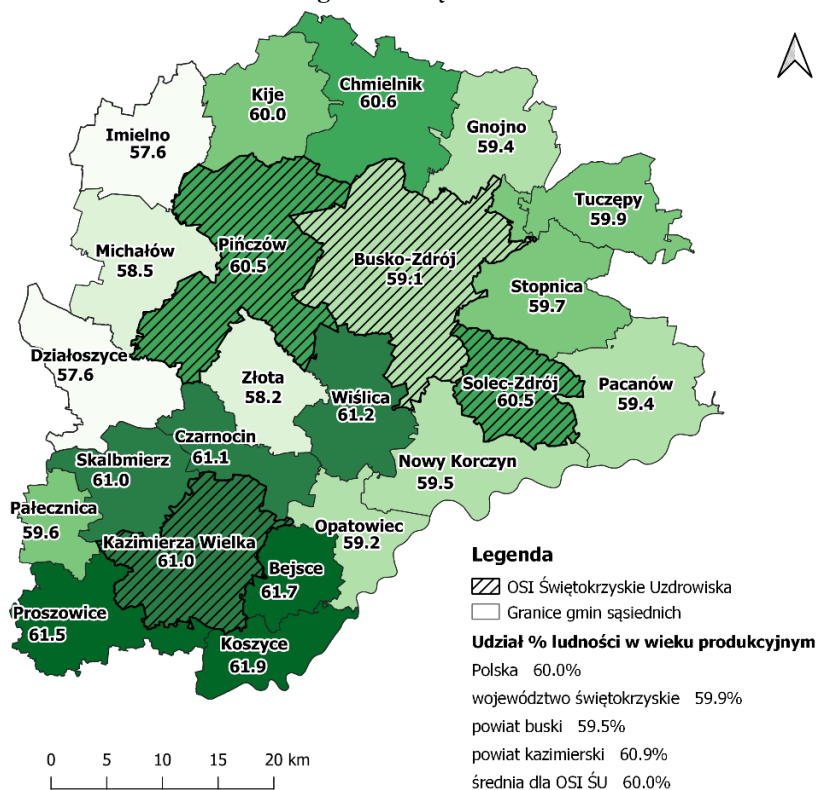 Kije
60.0
Chmielnik
60.6
Imielno
57.6
Gnojno
59.4
Tuczępy
59.9
Michałów
58.5
Pińczów
60.5
Busko-Zdrój
59.1
Stopnica
59.7
Działoszyce
57.6
Złota
58.2
Wiślica
61.2
Solec-Zdrój
60.5
Pacanów
59.4
Czarnocin
61.1
Skalbmierz
61.0
Nowy Korczyn
59.5
Pałecznica
59.6
Kazimierza Wielka
61.0
Opatowiec
59.2
Bejsce
61.7
Proszowice
61.5
Koszyce
61.9
Legenda
OSI Świętokrzyskie Uzdrowiska
Granice gmin sąsiednich
Udział % ludności w wieku produkcyjnym
Polska 60.0%
województwo świętokrzyskie 59.9%
powiat buski 59.5%
powiat kazimierski 60.9%
średnia dla OSI ŚU 60.0%
0 5 10 15 20 km